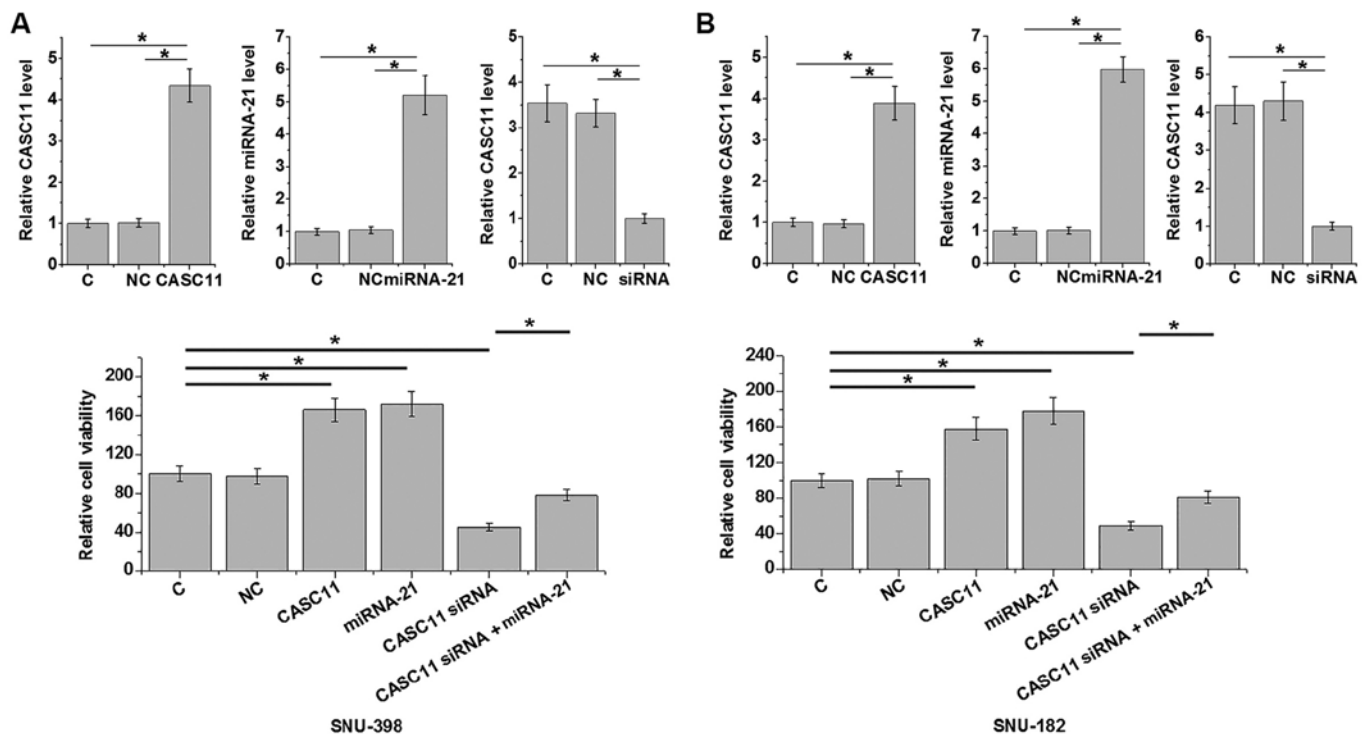 A
Relative CASC11 level
5
4
3
2
1
0
* 
*
C NC CASC11
Relative miRNA-21 level
7
6
5
4
3
2
1
0
*
*
C NCmiRNA-21
Relative CASC11 level
5
4
3
2
1
0
*
*
C NC siRNA
Relative cell viability
200
160
120
80
40
0
*
*
*
*
C
NC
CASC11
miRNA-21
CASC11 siRNA
CASC11 siRNA + miRNA-21
SNU-398
B
Relative CASC11 level
5
4
3
2
1
0
*
*
C NC CASC11
Relative miRNA-21 level
7
6
5
4
3
2
1
0
*
*
C NCmiRNA-21
Relative CASC11 level
6
5
4
3
2
1
0
*
*
C NC siRNA
Relative cell viability
240
200
160
120
80
40
0
*
*
*
*
C
NC
CASC11
miRNA-21
CASC11 siRNA
CASC11 siRNA + miRNA-21
SNU-182